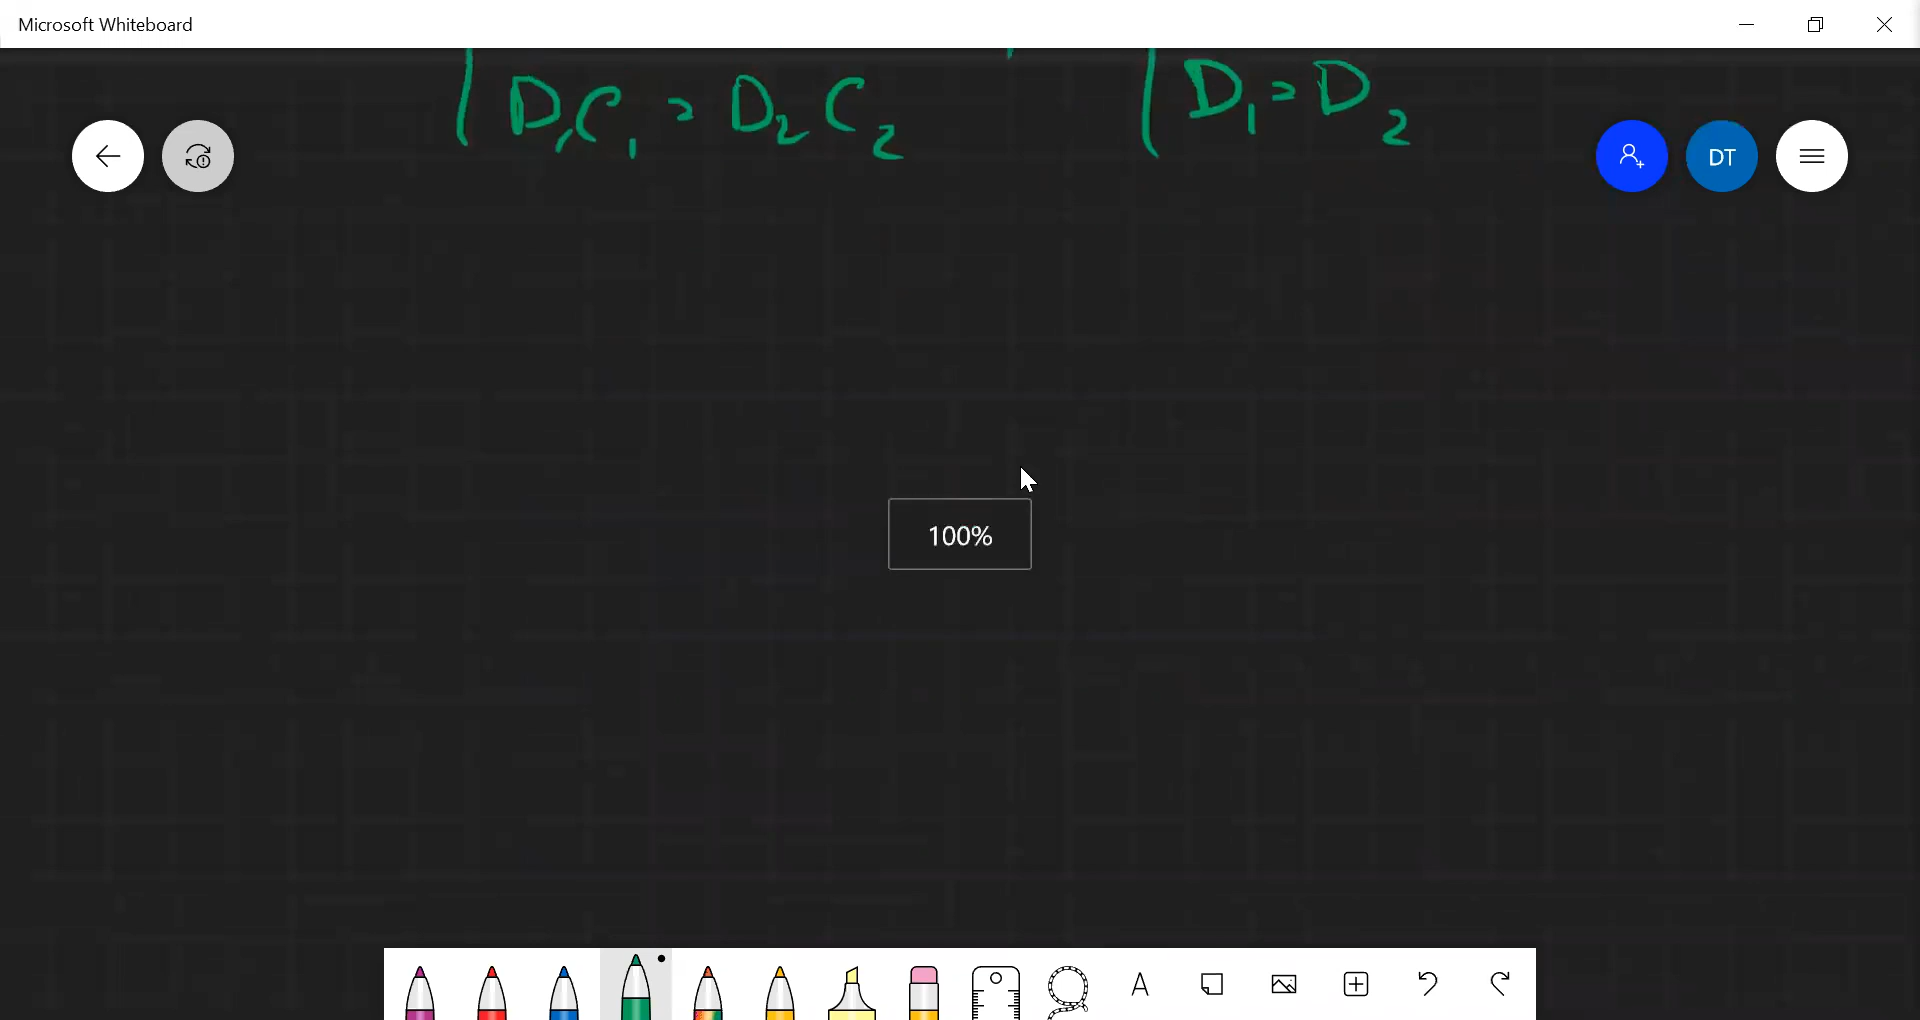 Microsoft Whiteboard
D₁C₁ = D₂C₂
D₁ = D₂
DT
100%